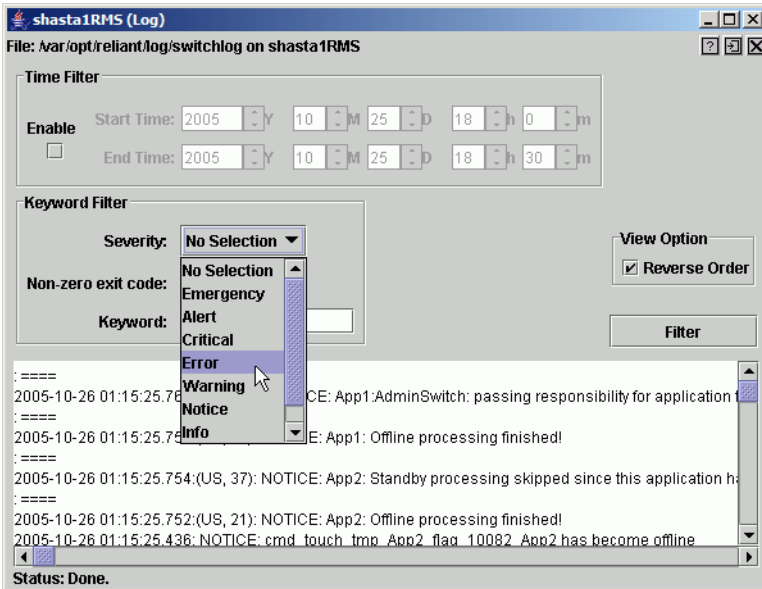 shasta1RMS (Log)
File: /var/opt/reliant/log/switchlog on shasta1RMS
Time Filter
Enable
Start Time: 2005 Y 10 M 25 D 18 h 0 m
End Time: 2005 Y 10 M 25 D 18 h 30 m
Keyword Filter
Severity: No Selection
No Selection
Emergency
Alert
Critical
Error
Warning
Notice
Info
Non-zero exit code:
Keyword:
View Option
Reverse Order
Filter
: ====
2005-10-26 01:15:25.76 CE: App1:AdminSwitch: passing responsibility for application
: ====
2005-10-26 01:15:25.75 E: App1: Offline processing finished!
: ====
2005-10-26 01:15:25.754:(US, 37): NOTICE: App2: Standby processing skipped since this application ha
: ====
2005-10-26 01:15:25.752:(US, 21): NOTICE: App2: Offline processing finished!
2005-10-26 01:15:25.436: NOTICE: cmd_touch_tmp_App2_flag_10082_App2 has become offline
Status: Done.